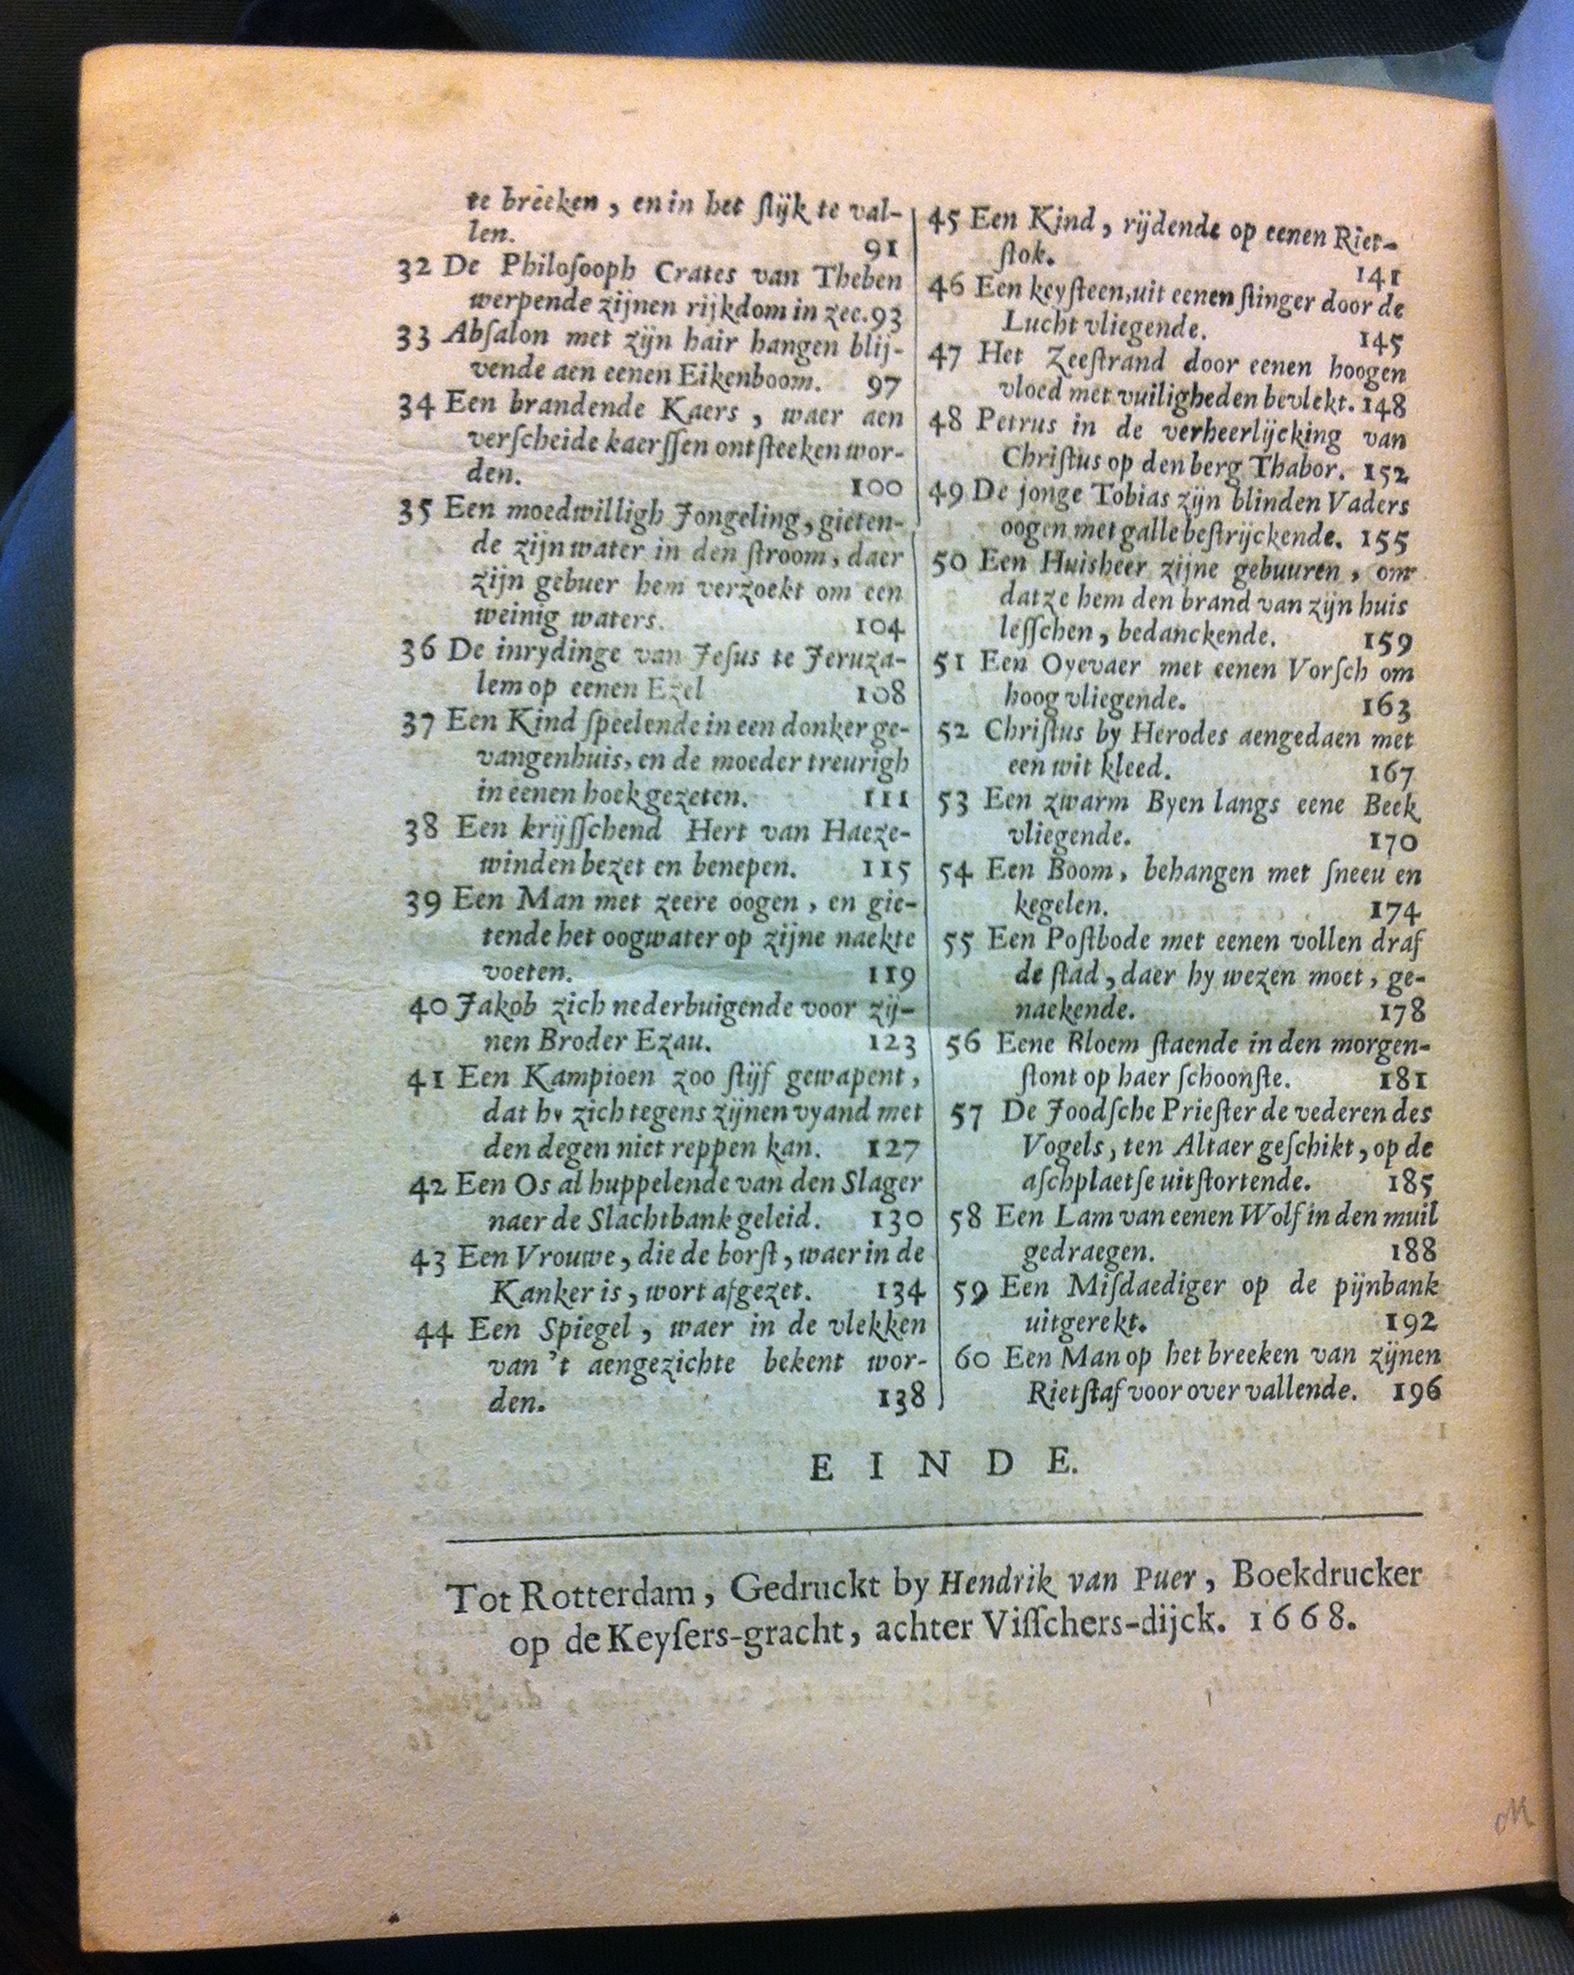 te breeken, en in het slijk te val-
len. 91
32 De Philoſooph Crates van Theben
werpende zijnen rijkdom in zee. 93
33 Abſalon met zijn hair hangen blij-
vende aen eenen Eikenboom. 97
34 Een brandende Kaers, waer aen
verſcheide kaerſſen ontſteeken wor-
den. 100
35 Een moedwilligh Jongeling, gieten-
de zijn water in den ſtroom, daer
zijn gebuer hem verzoekt om een
weinig waters. 104
36 De inrydinge van Jeſus te Jeruza-
lem op eenen Ezel 108
37 Een Kind ſpeelende in een donker ge-
vangenhuis, en de moeder treurigh
in eenen hoek gezeten. 111
38 Een krijſſchend Hert van Haeze-
winden bezet en benepen. 115
39 Een Man met zeere oogen, en gie-
tende het oogwater op zijne naekte
voeten. 119
40 Jakob zich nederbuigende voor zij-
nen Broder Ezau. 123
41 Een Kampioen zoo ſtijf gewapent,
dat hy zich tegens zijnen vyand met
den degen niet reppen kan. 127
42 Een Os al huppelende van den Slager
naer de Slachtbank geleid. 130
43 Een Vrouwe, die de borſt, waer in de
Kanker is, wort afgezet. 134
44 Een Spiegel, waer in de vlekken
van 't aengezichte bekent wor-
den. 138
45 Een Kind, rijdende op eenen Riet-
ſtok. 141
46 Een keyſteen, uit eenen ſlinger door de
Lucht vliegende. 145
47 Het Zeeſtrand door eenen hoogen
vloed met vuiligheden bevlekt. 148
48 Petrus in de verheerlijcking van
Chriſtus op den berg Thabor. 152
49 De jonge Tobias zijn blinden Vaders
oogen met galle beſtrijckende. 155
50 Een Huisheer zijne gebuuren, om
dat ze hem den brand van zijn huis
leſſchen, bedanckende. 159
51 Een Oyevaer met eenen Vorſch om
hoog vliegende. 163
52 Chriſtus by Herodes aengedaen met
een wit kleed. 167
53 Een zwarm Byen langs eene Beek
vliegende. 170
54 Een Boom, behangen met ſneeu en
kegelen. 174
55 Een Poſtbode met eenen vollen draf
de ſtad, daer hy wezen moet, ge-
naekende. 178
56 Eene Bloem ſtaende in den morgen-
ſtont op haer ſchoonſte. 181
57 De Joodſche Prieſter de vederen des
Vogels, ten Altaer geſchikt, op de
aſchplaetſe uitſtortende. 185
58 Een Lam van eenen Wolf in den muil
gedraegen. 188
59 Een Miſdaediger op de pijnbank
uitgerekt. 192
60 Een Man op het breeken van zijnen
Rietſtaf voor over vallende. 196
EINDE.
Tot Rotterdam, Gedruckt by Hendrik van Puer, Boekdrucker
op de Keyſers-gracht, achter Viſſchers-dijck. 1668.